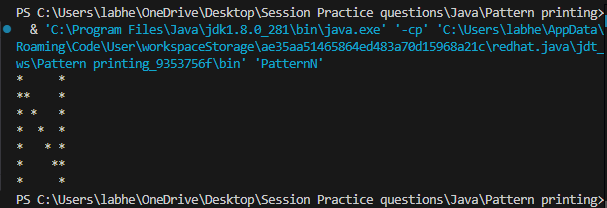 PS C:\Users\labhe\OneDrive\Desktop\Session Practice questions\Java\Pattern printing>
& 'C:\Program Files\Java\jdk1.8.0_281\bin\java.exe' '-cp' 'C:\Users\labhe\AppData\
Roaming\Code\User\workspaceStorage\ae35aa51465864ed483a70d15968a21c\redhat.java\jdt_
ws\Pattern printing_9353756f\bin' 'PatternN'
*     *
**    *
* *   *
*  *  *
*   * *
*    **
*     *
PS C:\Users\labhe\OneDrive\Desktop\Session Practice questions\Java\Pattern printing>